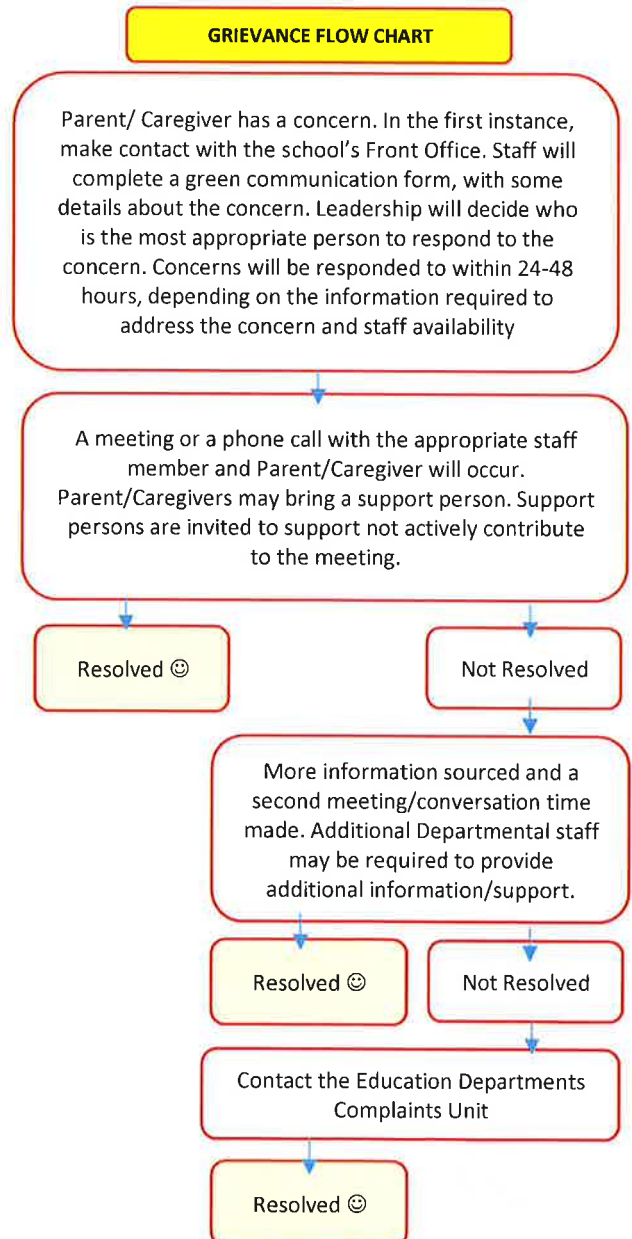 GRIEVANCE FLOW CHART
Parent/ Caregiver has a concern. In the first instance,
make contact with the school's Front Office. Staff will
complete a green communication form, with some
details about the concern. Leadership will decide who
is the most appropriate person to respond to the
concern. Concerns will be responded to within 24-48
hours, depending on the information required to
address the concern and staff availability
A meeting or a phone call with the appropriate staff
member and Parent/Caregiver will occur.
Parent/Caregivers may bring a support person. Support
persons are invited to support not actively contribute
to the meeting.
Resolved ☺
Not Resolved
More information sourced and a
second meeting/conversation time
made. Additional Departmental staff
may be required to provide
additional information/support.
Resolved ☺
Not Resolved
Contact the Education Departments
Complaints Unit
Resolved ☺